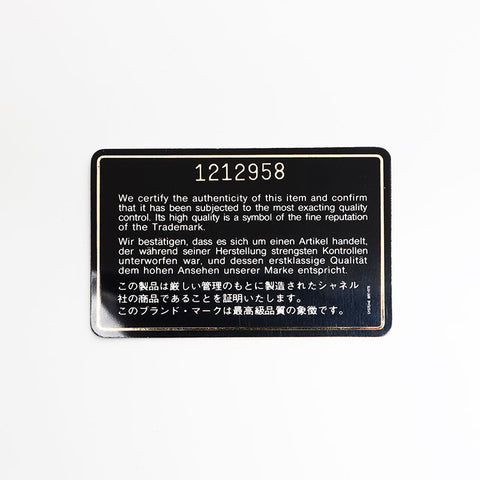 1212958
We certify the authenticity of this item and confirm
that it has been subjected to the most exacting quality
control. Its high quality is a symbol of the fine reputation
of the Trademark.
Wir bestätigen, dass es sich um einen Artikel handelt,
der während seiner Herstellung strengsten Kontrollen
unterworfen war, und dessen erstklassige Qualität
dem hohen Ansehen unserer Marke entspricht.
この製品は厳しい管理のもとに製造されたシャネル
社の商品であることを証明いたします。
このブランド・マークは最高級品質の象徴です。